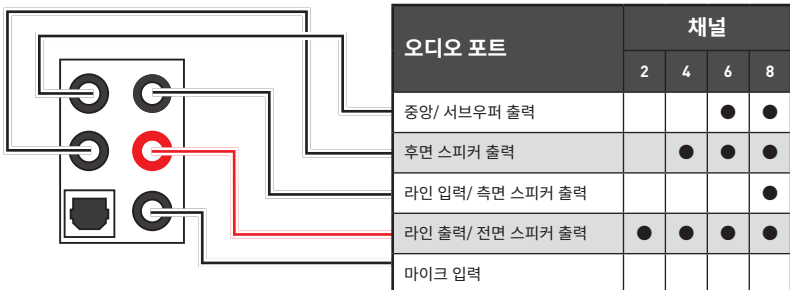 오디오 포트
채널
2 4 6 8
중앙/ 서브우퍼 출력 ● ●
후면 스피커 출력 ● ● ●
라인 입력/ 측면 스피커 출력 ●
라인 출력/ 전면 스피커 출력 ● ● ● ●
마이크 입력